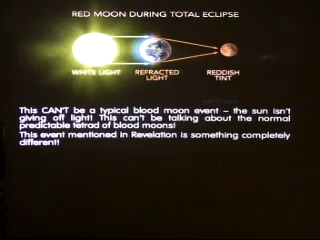 RED MOON DURING TOTAL ECLIPSE
WHITE LIGHT
REFRACTED
LIGHT
REDDISH
TINT
This CAN'T be a typical blood moon event – the sun isn't
giving off light! This can't be talking about the normal
predictable tetrad of blood moons!
This event mentioned in Revelation is something completely
different!